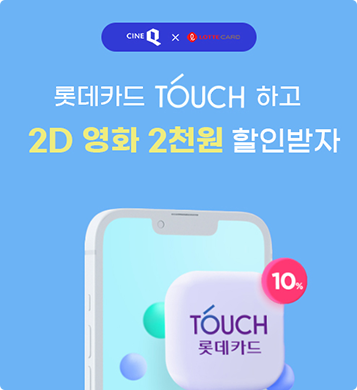 CINE Q × LOTTE CARD
롯데카드 TOUCH 하고
2D 영화 2천원 할인받자
10%
TOUCH
롯데카드